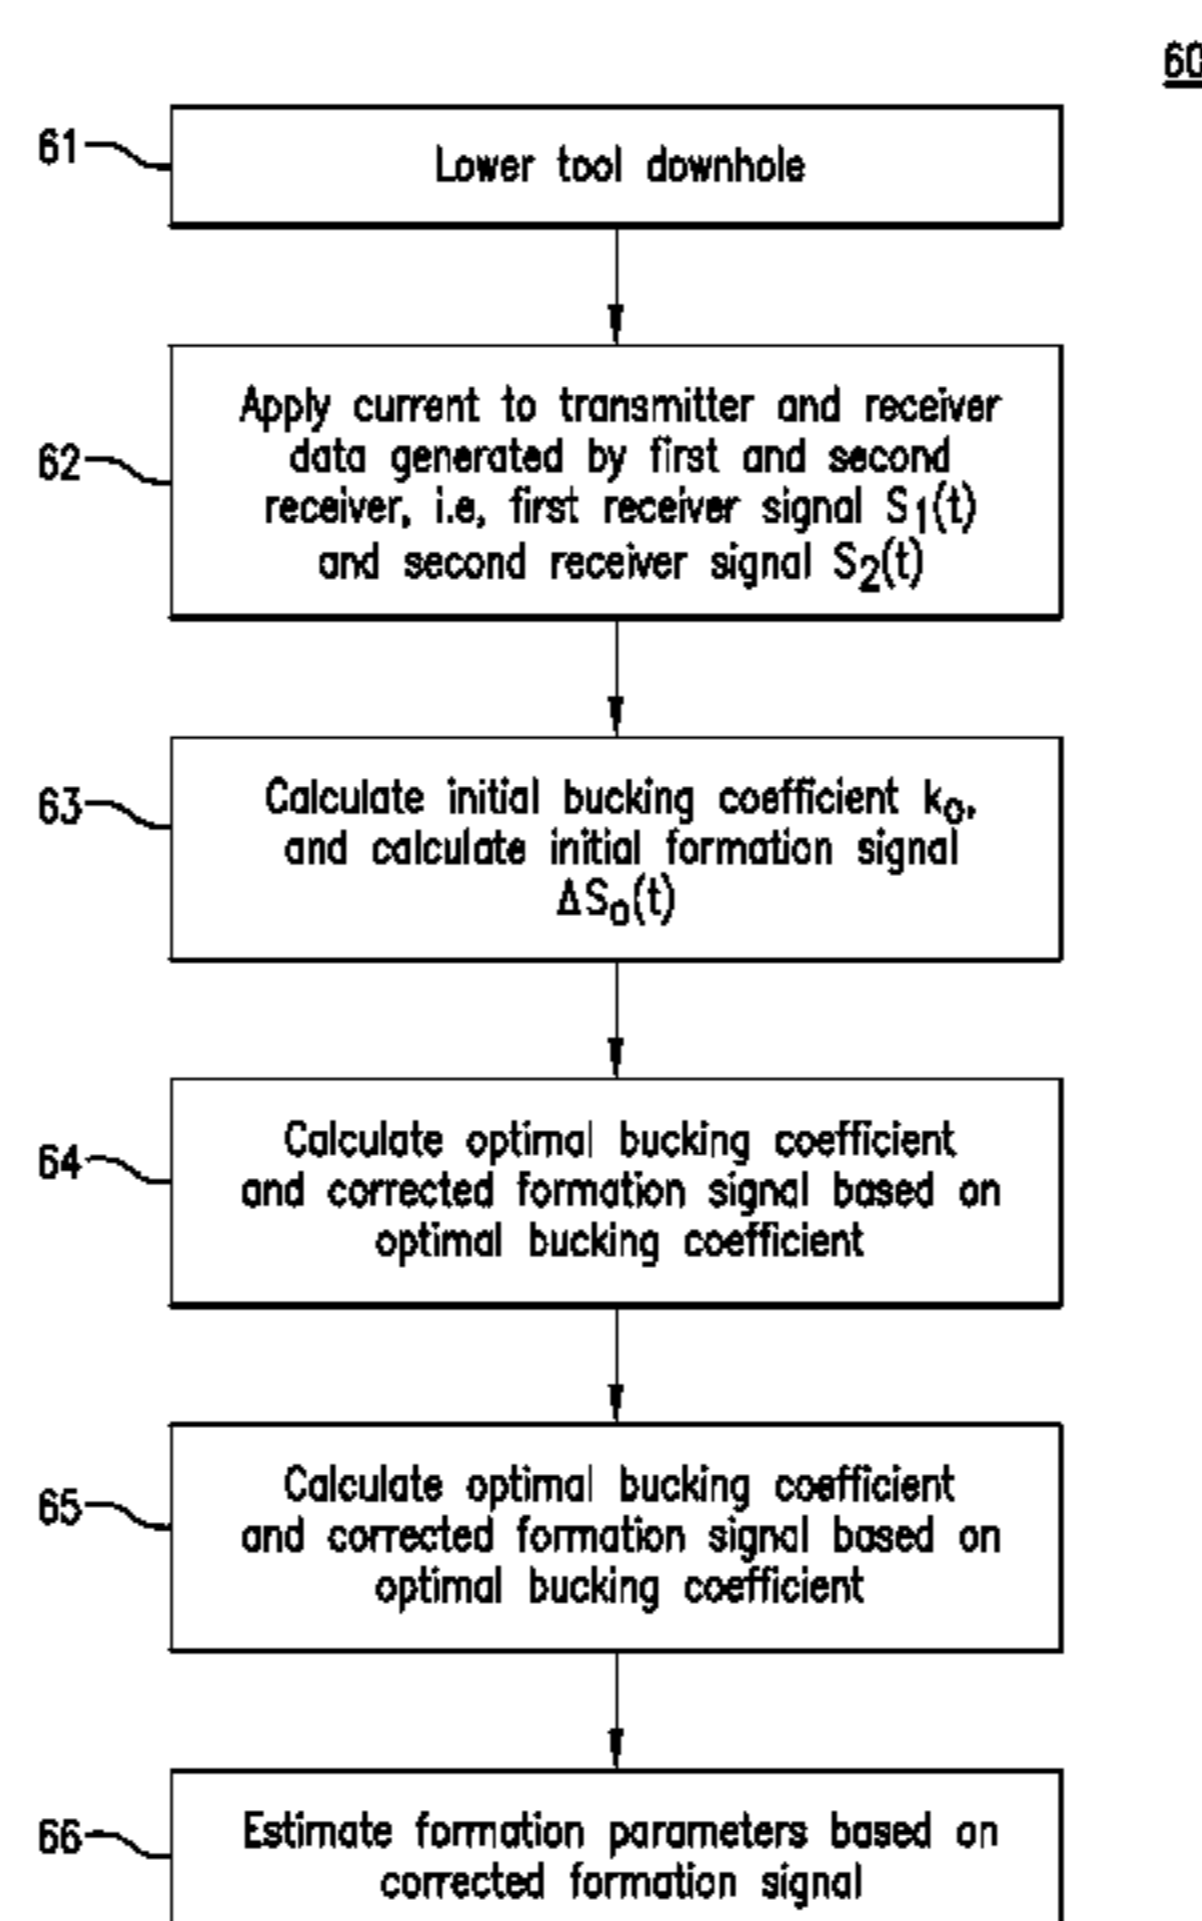 60
61
Lower tool downhole
62
Apply current to transmitter and receiver
data generated by first and second
receiver, i.e, first receiver signal S1(t)
and second receiver signal S2(t)
63
Calculate initial bucking coefficient ko,
and calculate initial formation signal
ΔSo(t)
64
Calculate optimal bucking coefficient
and corrected formation signal based on
optimal bucking coefficient
65
Calculate optimal bucking coefficient
and corrected formation signal based on
optimal bucking coefficient
66
Estimate formation parameters based on
corrected formation signal